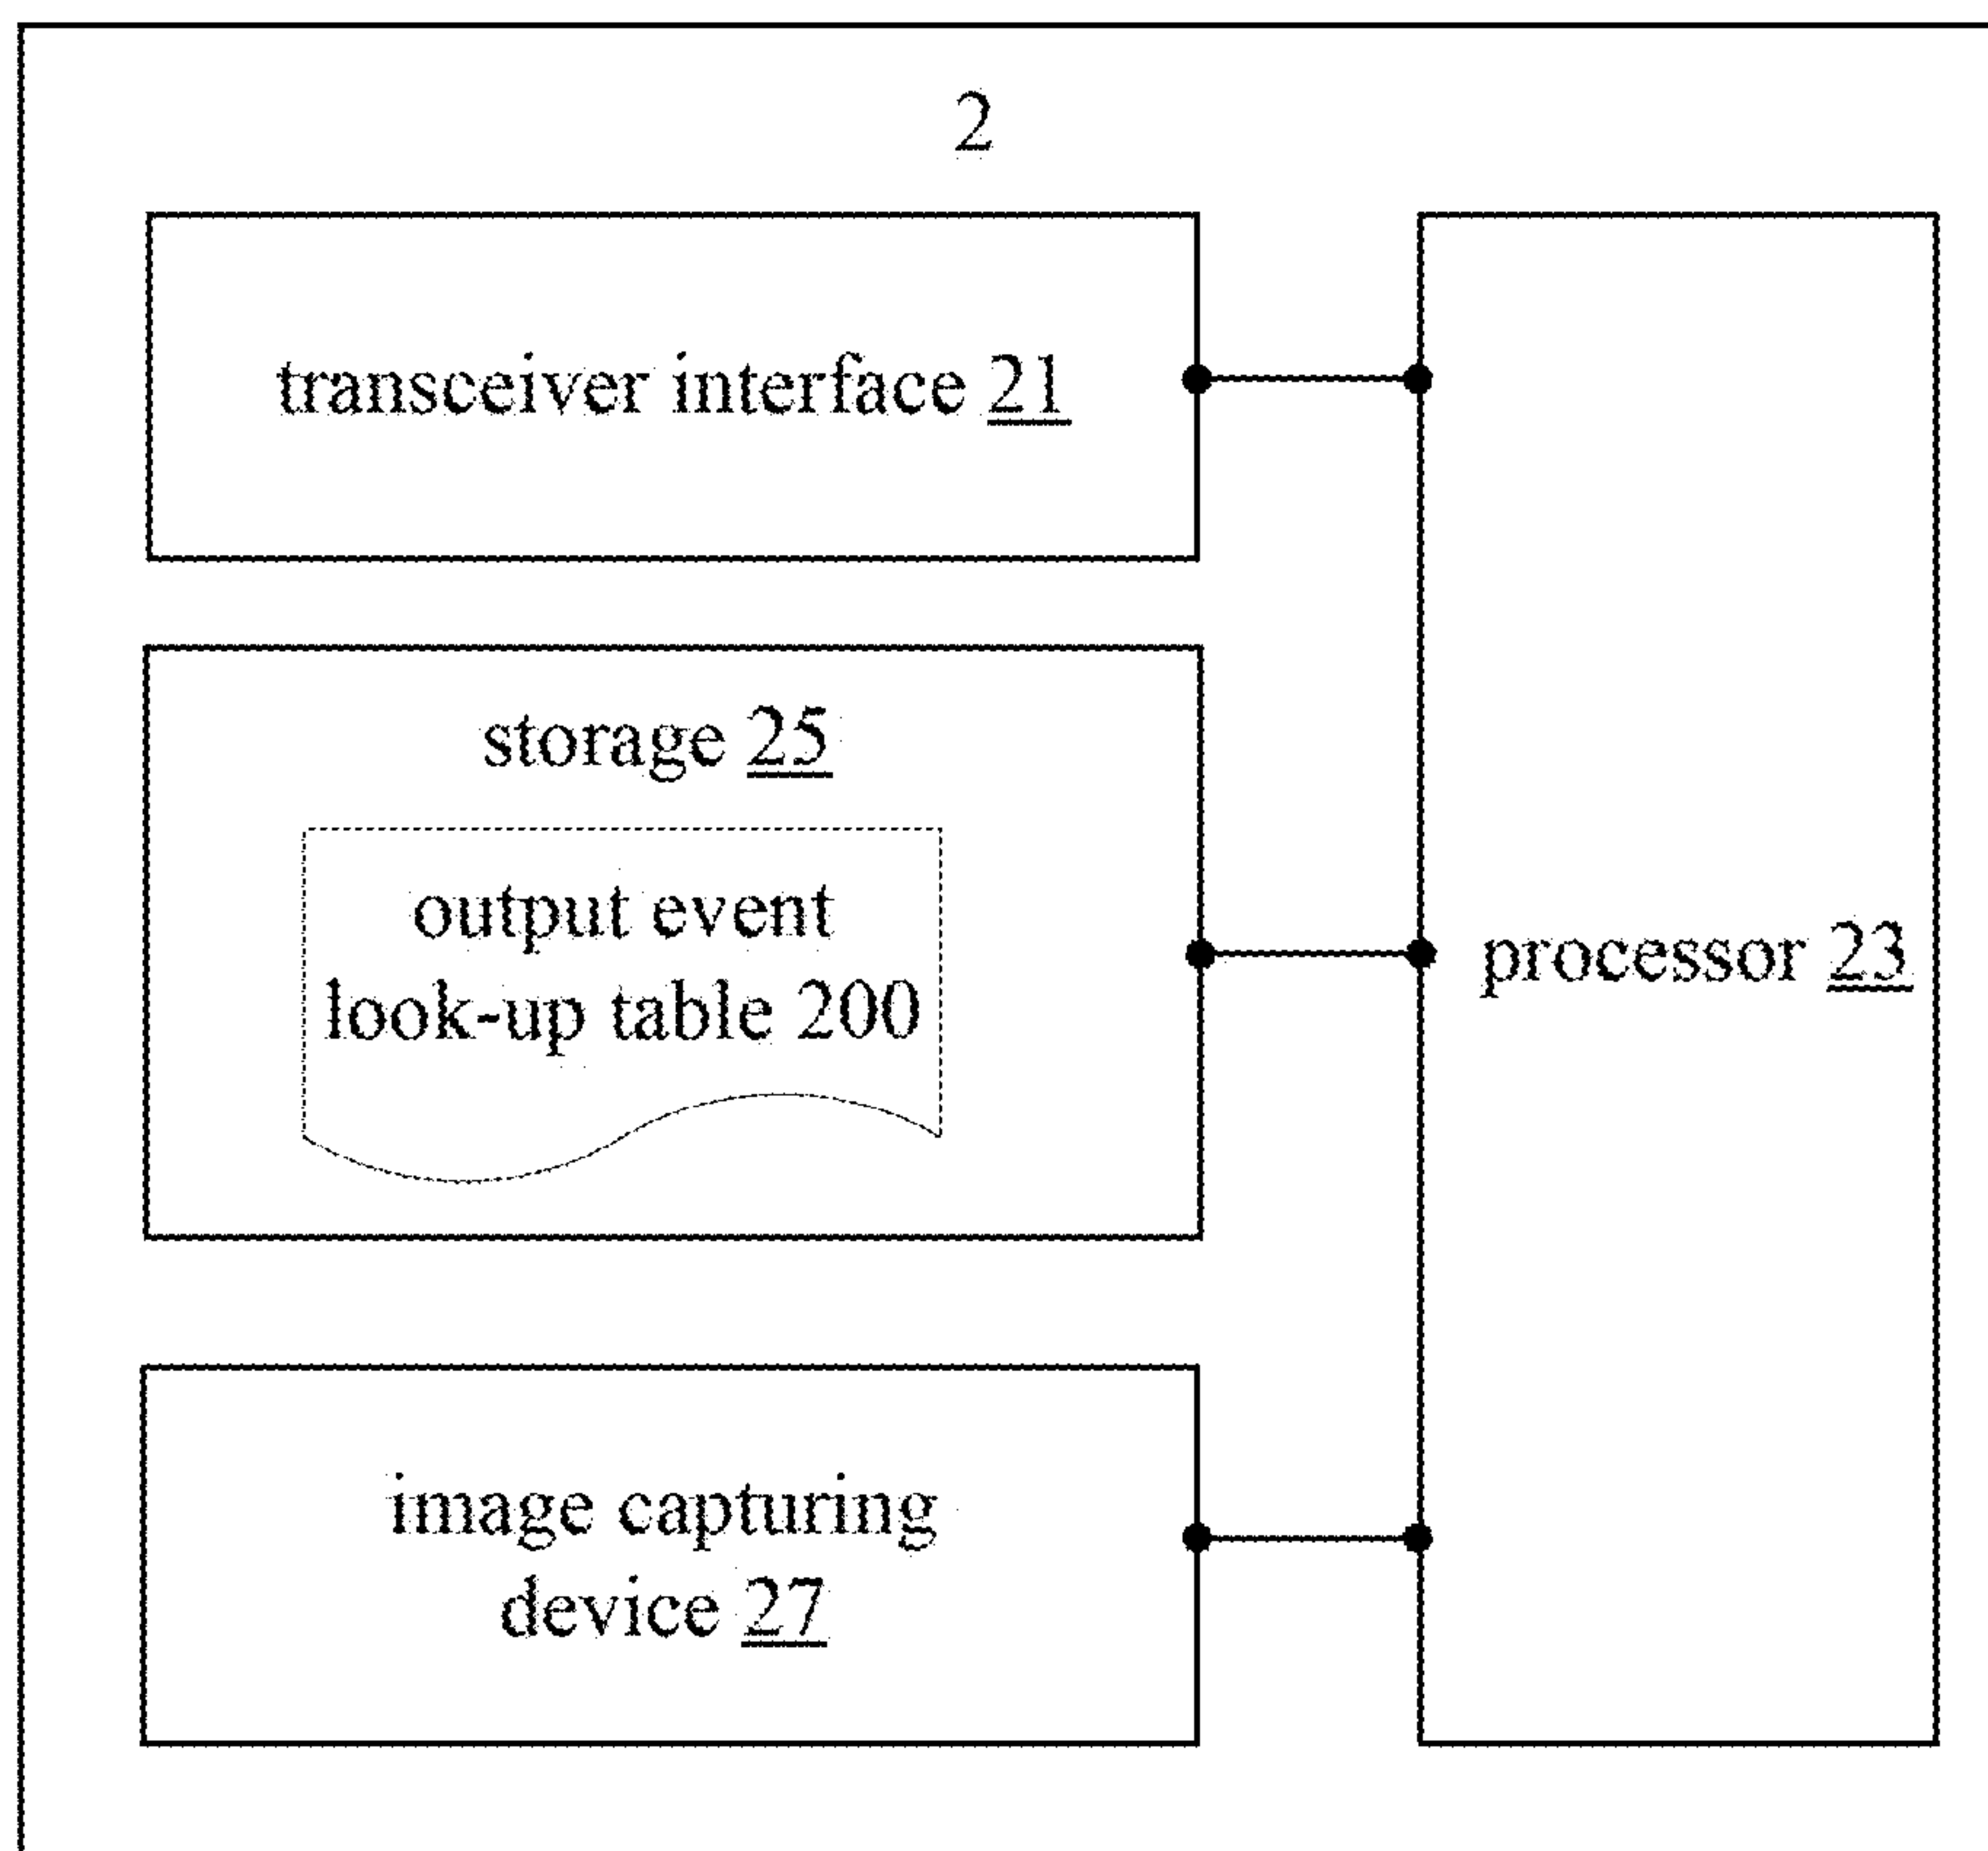 2
transceiver interface 21
storage 25
output event
look-up table 200
processor 23
image capturing
device 27